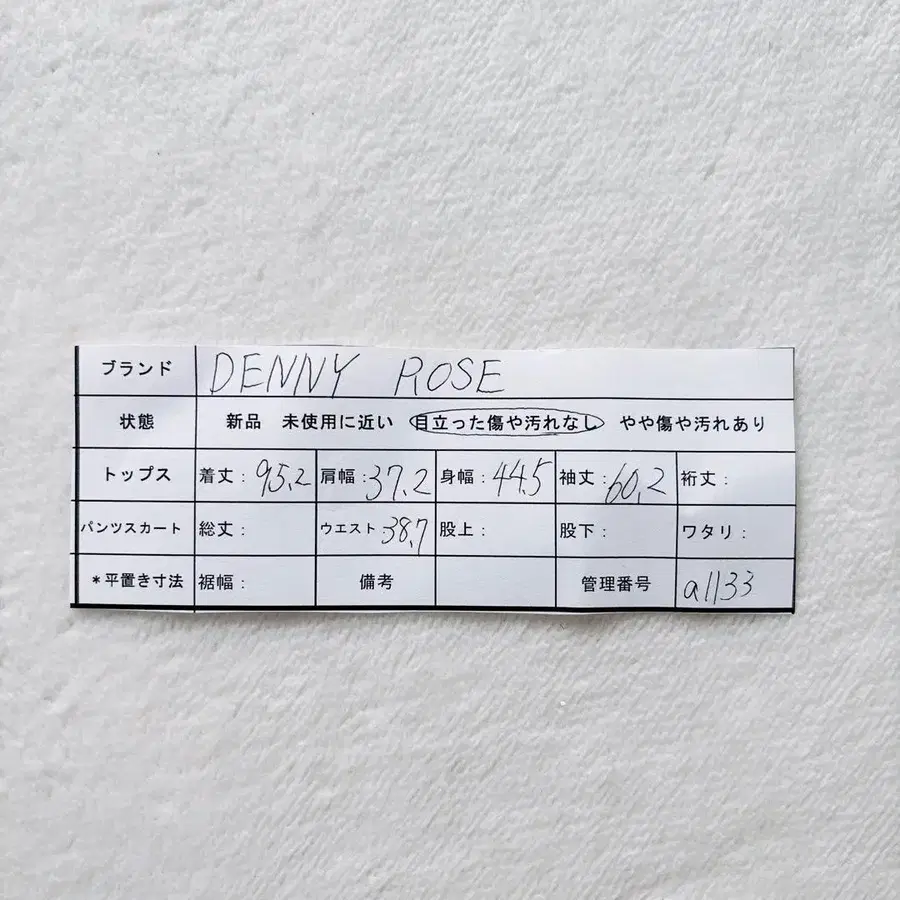 ブランド DENNY ROSE
状態 新品 未使用に近い 目立った傷や汚れなし やや傷や汚れあり
トップス 着丈: 95.2 肩幅: 37.2 身幅: 44.5 袖丈: 60.2 裄丈:
パンツスカート 総丈: ウエスト: 38.7 股上: 股下: ワタリ:
*平置き寸法 裾幅: 備考 管理番号 a1133